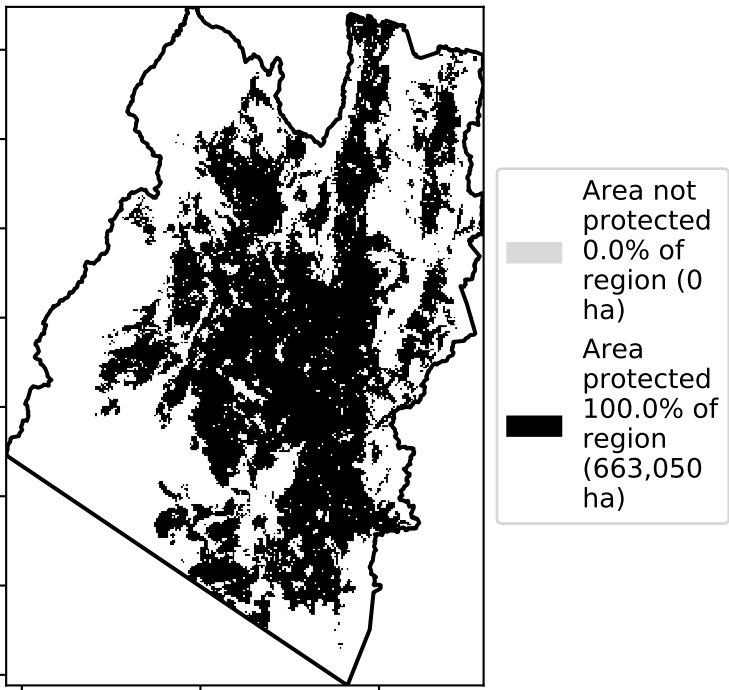 Area not
protected
0.0% of
region (0
ha)
Area
protected
100.0% of
region
(663,050
ha)